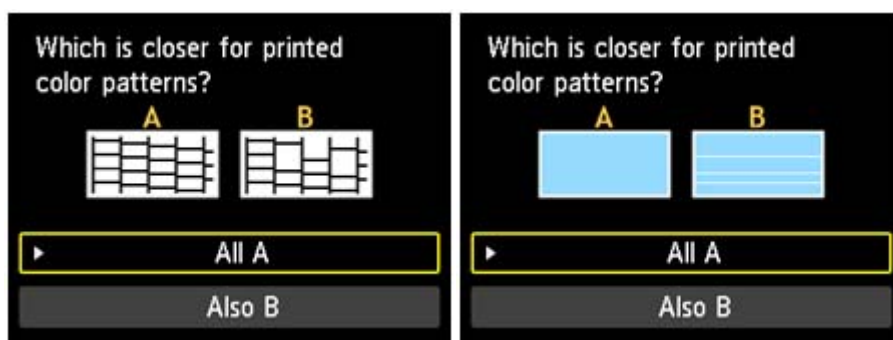 Which is closer for printed
color patterns?
A B
All A
Also B
Which is closer for printed
color patterns?
A B
All A
Also B